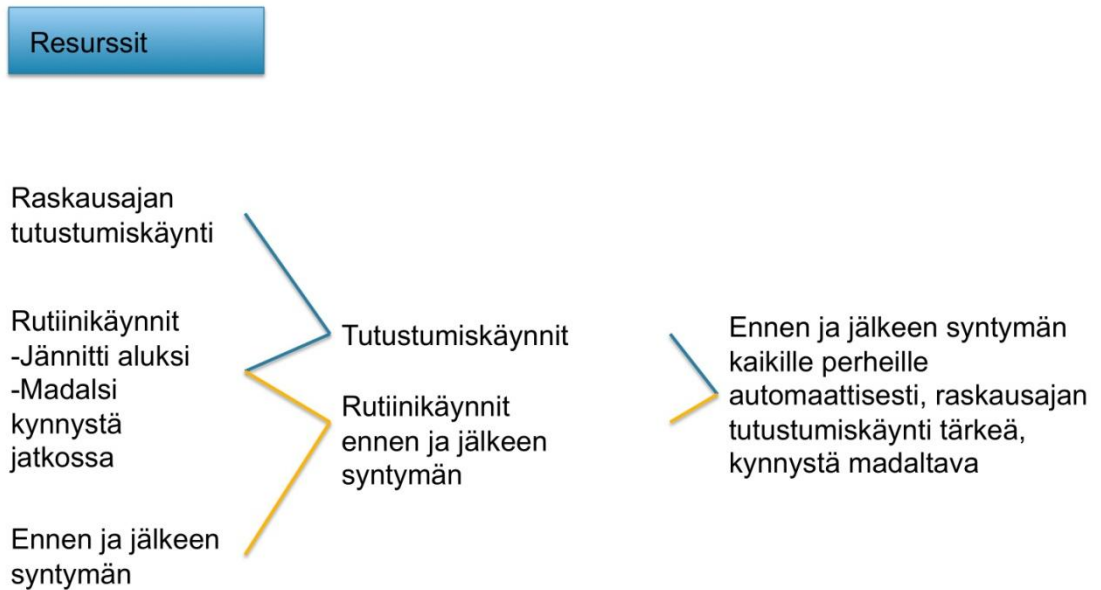 Resurssit
Raskausajan
tutustumiskäynti
Rutiinikäynnit
-Jännitti aluksi
-Madalsi
kynnystä
jatkossa
Ennen ja jälkeen
syntymän
Tutustumiskäynnit
Rutiinikäynnit
ennen ja jälkeen
syntymän
Ennen ja jälkeen syntymän
kaikille perheille
automaattisesti, raskausajan
tutustumiskäynti tärkeä,
kynnystä madaltava